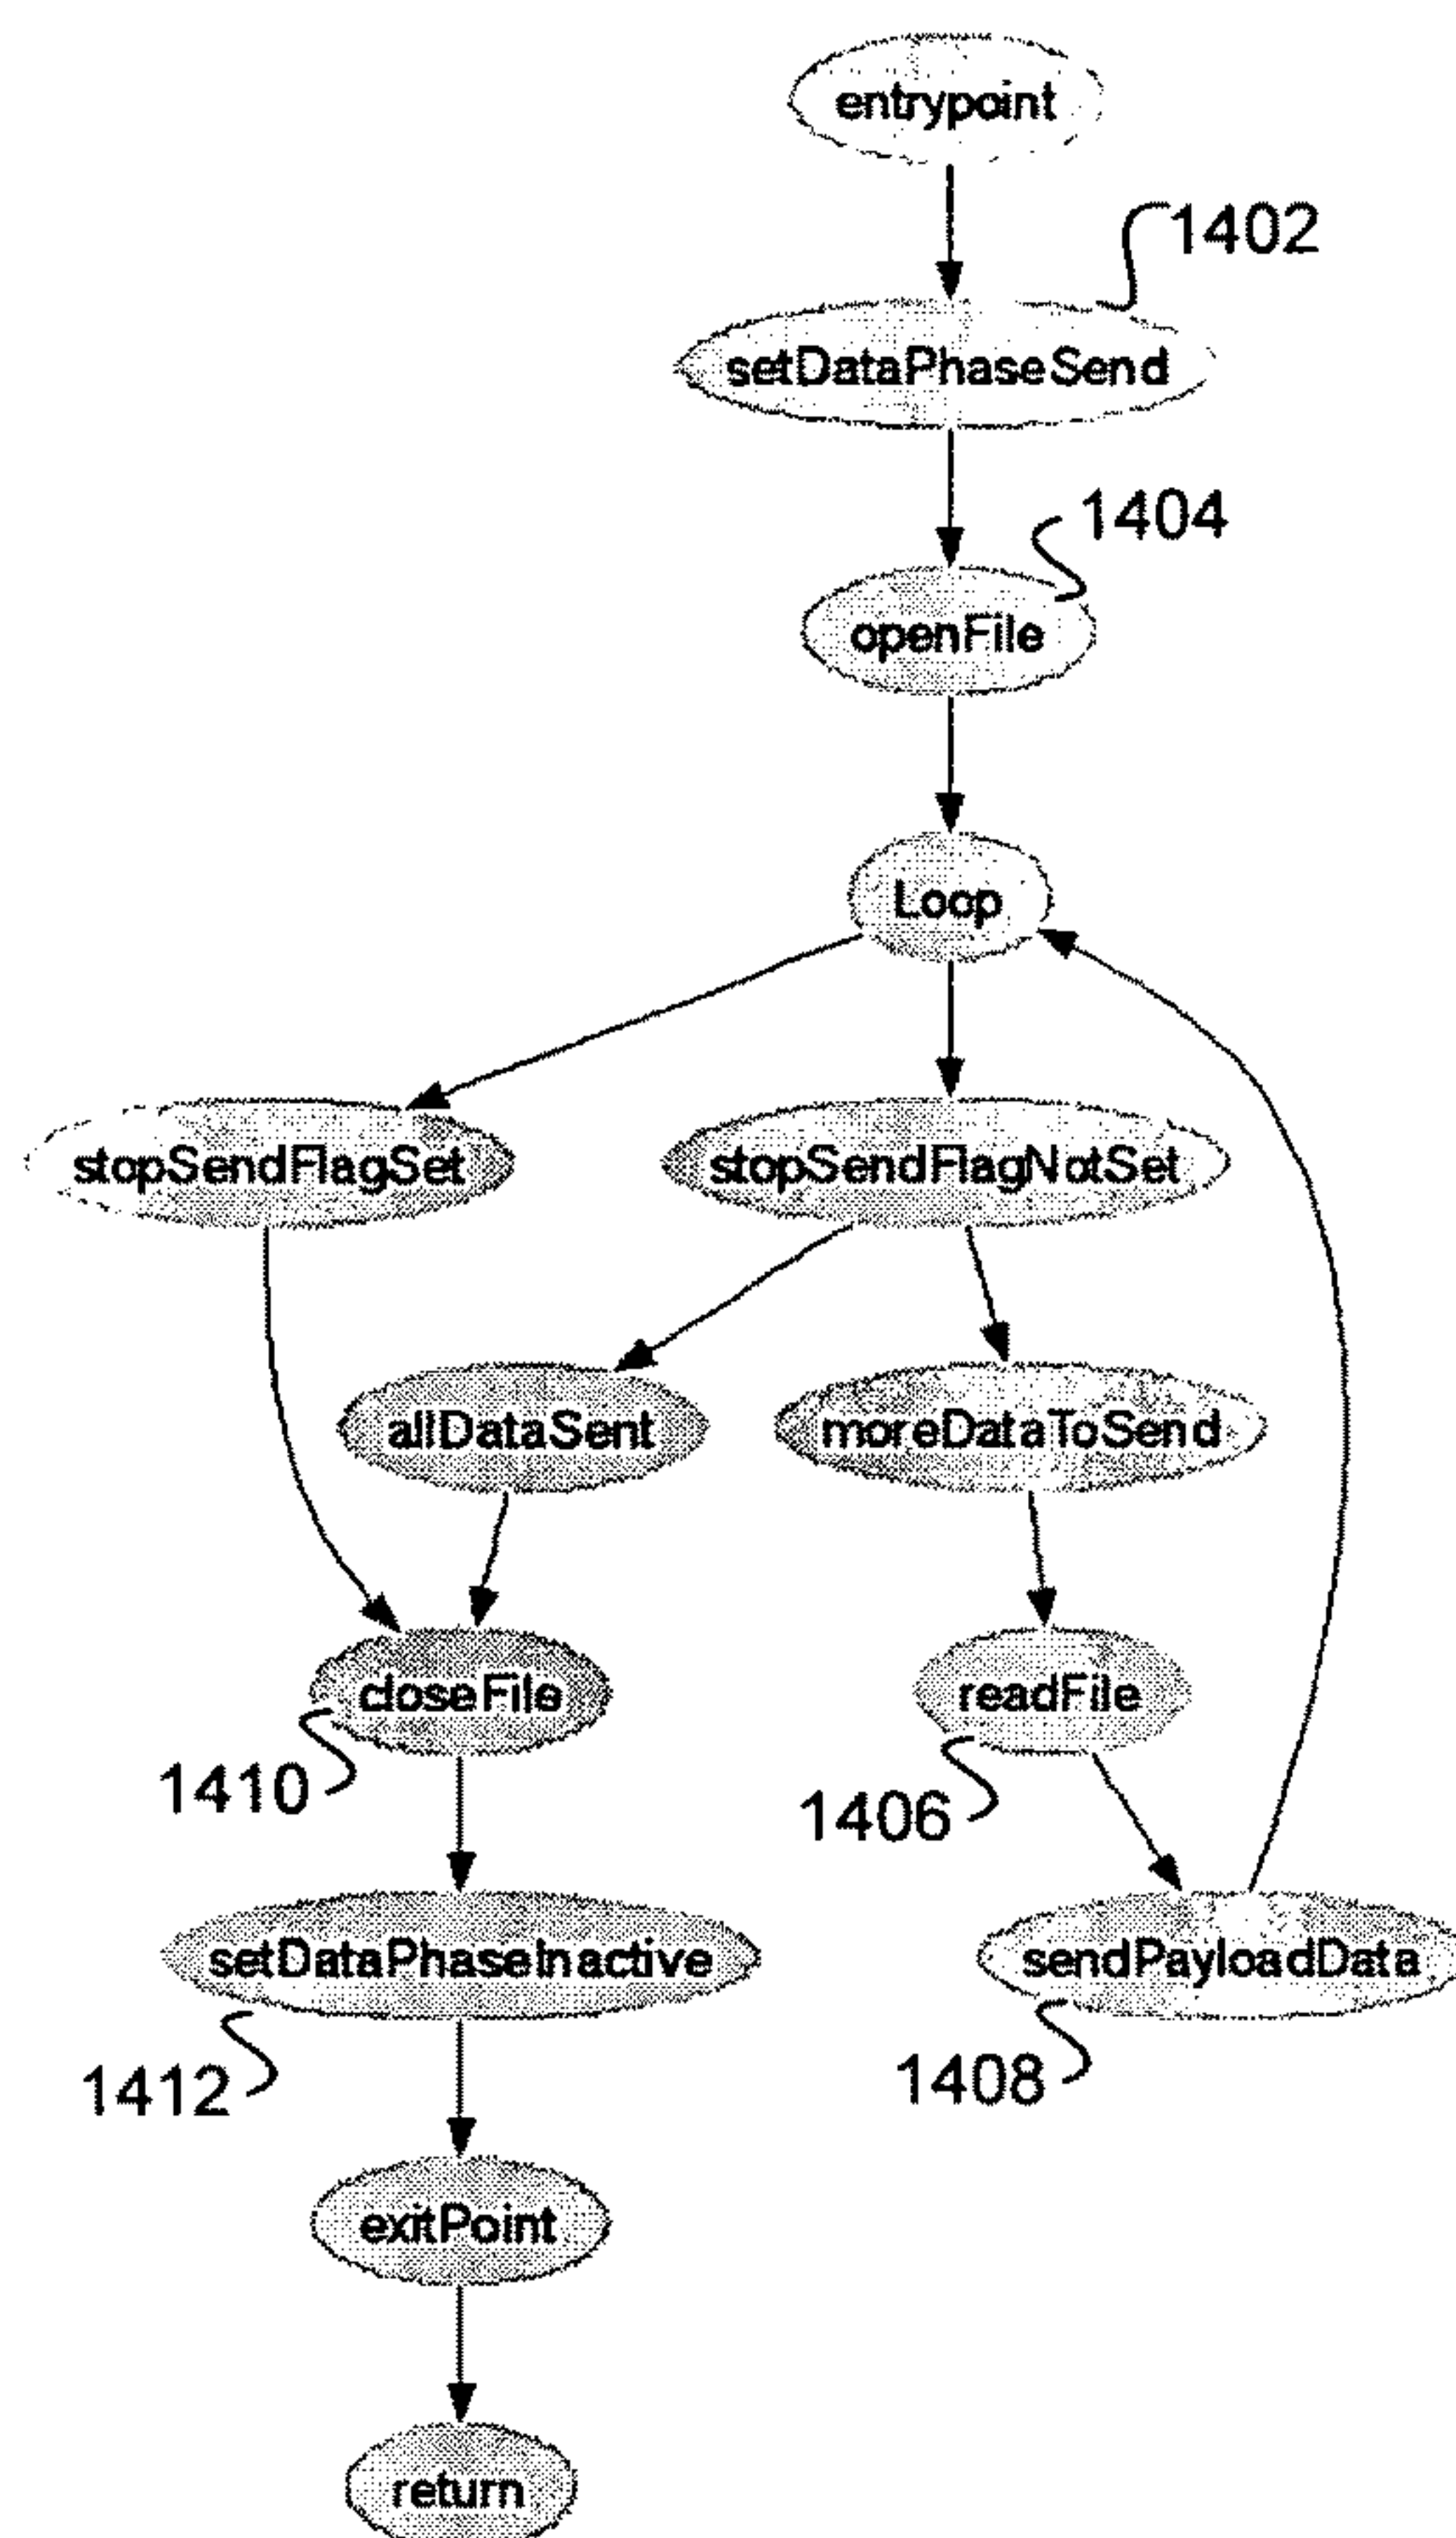 entrypoint
1402
setDataPhaseSend
1404
openFile
Loop
stopSendFlagSet
stopSendFlagNotSet
allDataSent
moreDataToSend
closeFile
readFile
1410
1406
setDataPhaseInactive
sendPayloadData
1412
1408
exitPoint
return